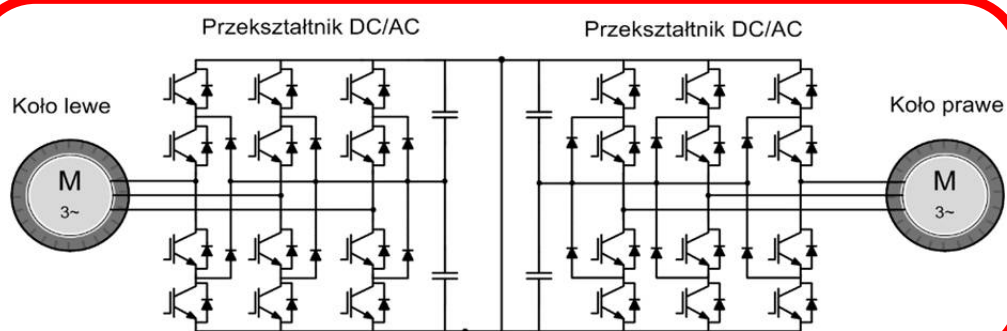 Przekształtnik DC/AC
Przekształtnik DC/AC
Koło lewe
Koło prawe
M
3~
M
3~